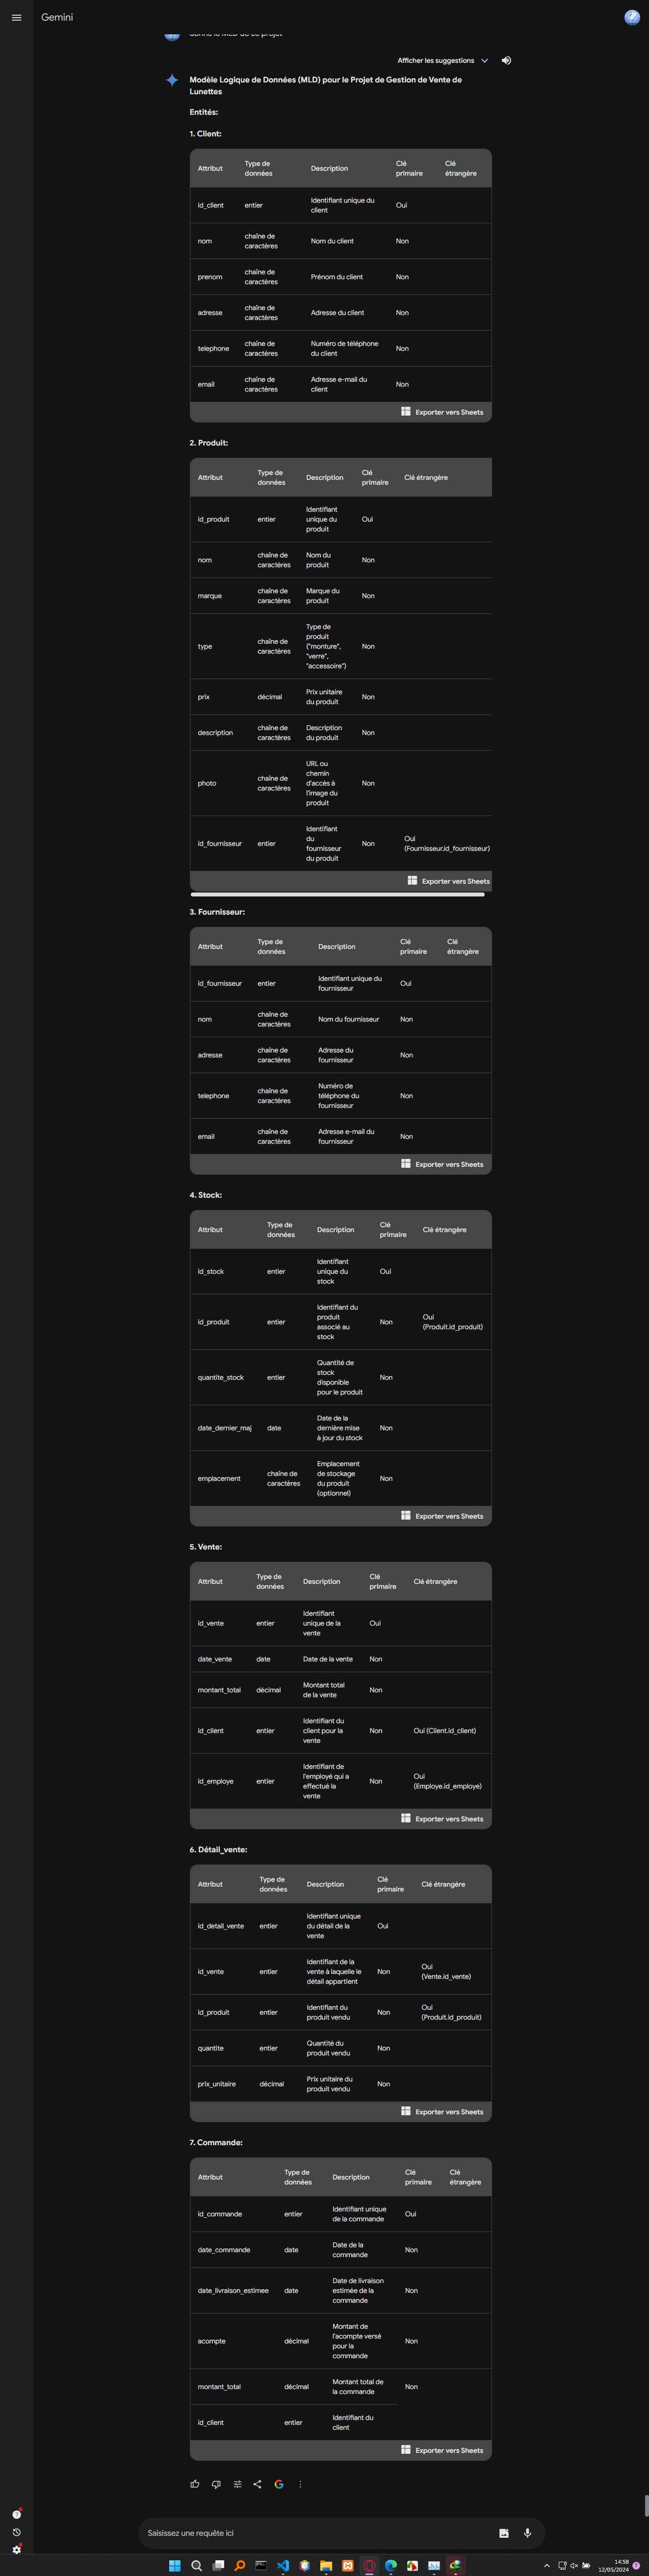 Gemini
Afficher les suggestions
Modèle Logique de Données (MLD) pour le Projet de Gestion de Vente de
Lunettes
Entités:
1. Client:
Attribut Type de données Description Clé primaire Clé étrangère
id_client entier Identifiant unique du client Oui
nom chaîne de caractères Nom du client Non
prenom chaîne de caractères Prénom du client Non
adresse chaîne de caractères Adresse du client Non
telephone chaîne de caractères Numéro de téléphone du client Non
email chaîne de caractères Adresse e-mail du client Non
Exporter vers Sheets
2. Produit:
Attribut Type de données Description Clé primaire Clé étrangère
id_produit entier Identifiant unique du produit Oui
nom chaîne de caractères Nom du produit Non
marque chaîne de caractères Marque du produit Non
type chaîne de caractères Type de produit ("monture", "verre", "accessoire") Non
prix décimal Prix unitaire du produit Non
description chaîne de caractères Description du produit Non
photo chaîne de caractères URL ou chemin d'accès à l'image du produit Non
id_fournisseur entier Identifiant du fournisseur du produit Non Oui (Fournisseur.id_fournisseur)
Exporter vers Sheets
3. Fournisseur:
Attribut Type de données Description Clé primaire Clé étrangère
id_fournisseur entier Identifiant unique du fournisseur Oui
nom chaîne de caractères Nom du fournisseur Non
adresse chaîne de caractères Adresse du fournisseur Non
telephone chaîne de caractères Numéro de téléphone du fournisseur Non
email chaîne de caractères Adresse e-mail du fournisseur Non
Exporter vers Sheets
4. Stock:
Attribut Type de données Description Clé primaire Clé étrangère
id_stock entier Identifiant unique du stock Oui
id_produit entier Identifiant du produit associé au stock Non Oui (Produit.id_produit)
quantite_stock entier Quantité de stock disponible pour le produit Non
date_dernier_maj date Date de la dernière mise à jour du stock Non
emplacement chaîne de caractères Emplacement de stockage du produit (optionnel) Non
Exporter vers Sheets
5. Vente:
Attribut Type de données Description Clé primaire Clé étrangère
id_vente entier Identifiant unique de la vente Oui
date_vente date Date de la vente Non
montant_total décimal Montant total de la vente Non
id_client entier Identifiant du client pour la vente Non Oui (Client.id_client)
id_employe entier Identifiant de l'employé qui a effectué la vente Non Oui (Employe.id_employe)
Exporter vers Sheets
6. Détail_vente:
Attribut Type de données Description Clé primaire Clé étrangère
id_detail_vente entier Identifiant unique du détail de la vente Oui
id_vente entier Identifiant de la vente à laquelle le détail appartient Non Oui (Vente.id_vente)
id_produit entier Identifiant du produit vendu Non Oui (Produit.id_produit)
quantite entier Quantité du produit vendu Non
prix_unitaire décimal Prix unitaire du produit vendu Non
Exporter vers Sheets
7. Commande:
Attribut Type de données Description Clé primaire Clé étrangère
id_commande entier Identifiant unique de la commande Oui
date_commande date Date de la commande Non
date_livraison_estimee date Date de livraison estimée de la commande Non
acompte décimal Montant de l'acompte versé pour la commande Non
montant_total décimal Montant total de la commande Non
id_client entier Identifiant du client
Exporter vers Sheets
Saisissez une requête ici
14:58
12/05/2024